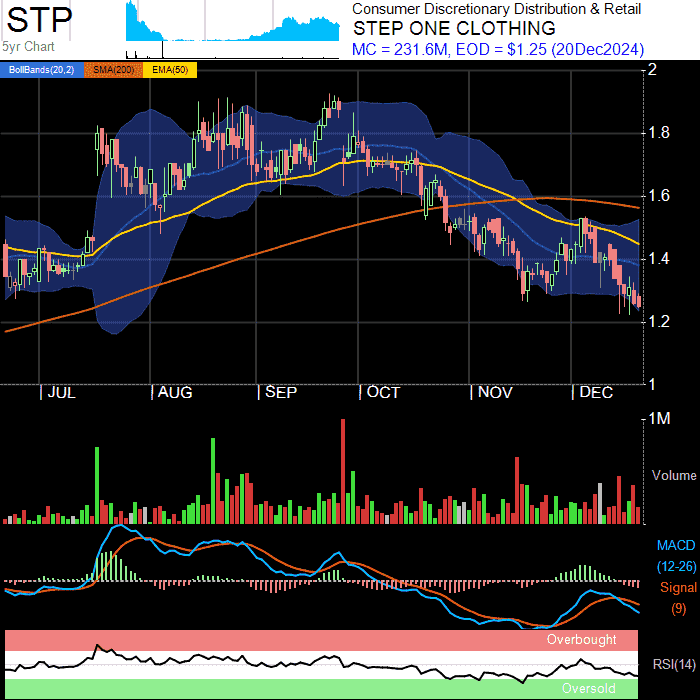 STP
5yr Chart
Consumer Discretionary Distribution & Retail
STEP ONE CLOTHING
MC = 231.6M, EOD = $1.25 (20Dec2024)
BollBands(20,2) SMA(200) EMA(50)
2
1.8
1.6
1.4
1.2
1
JUL AUG SEP OCT NOV DEC
1M
Volume
MACD
(12-26)
Signal
(9)
Overbought
RSI(14)
Oversold